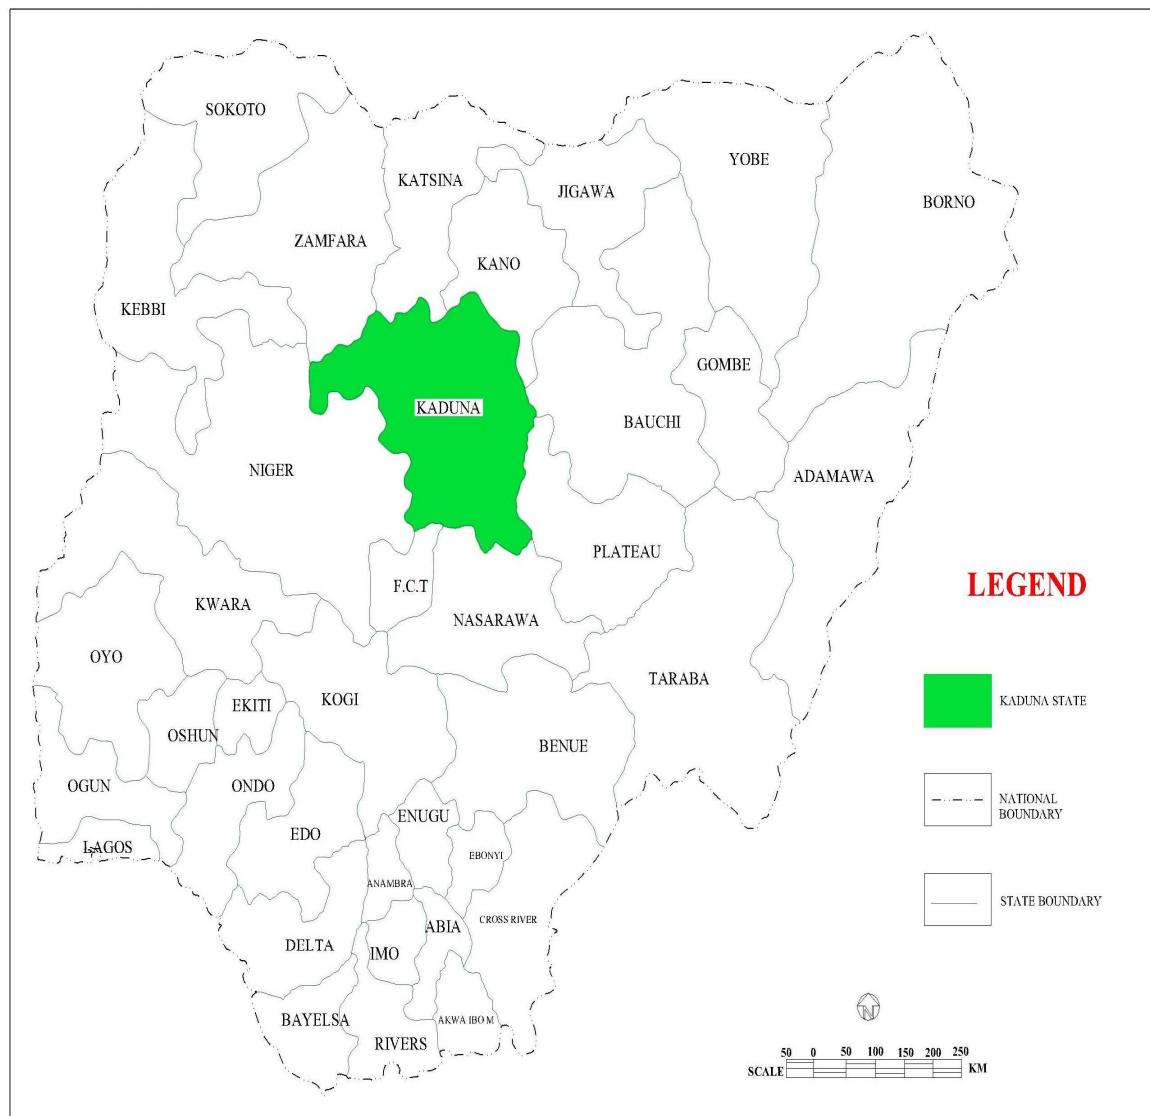 SOKOTO
YOBE
KATSINA
JIGAWA
BORNO
ZAMFARA
KANO
KEBBI
GOMBE
KADUNA
BAUCHI
NIGER
ADAMAWA
PLATEAU
F.C.T
KWARA
NASARAWA
OYO
TARABA
KOGI
EKITI
OSHUN
BENUE
OGUN
ONDO
ENUGU
EDO
LAGOS
EBONYI
ANAMBRA
CROSS RIVER
ABIA
DELTA
IMO
BAYELSA
AKWA IBOM
RIVERS
LEGEND
KADUNA STATE
NATIONAL
BOUNDARY
STATE BOUNDARY
N
50 0 50 100 150 200 250
SCALE KM